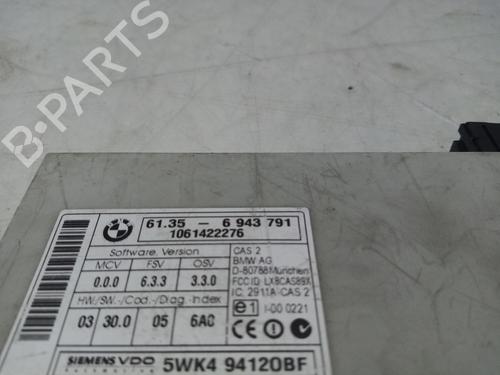 B-PARTS
61.35 - 6 943 791
1061422276
Software, Version
MCV FSV OSV
0.0.0 6.3.3 3.3.0
HW./SW.-/Cod.-/Diag.-Index
03 30.0 05 6A0
CAS 2
BMW AG
D-80788 München
FCC ID: LX8CAS89X
IC: 2911A-CAS 2
e1 I-00 0221
SIEMENS VDO
AUTOMOTIVE
5WK4 94120BF